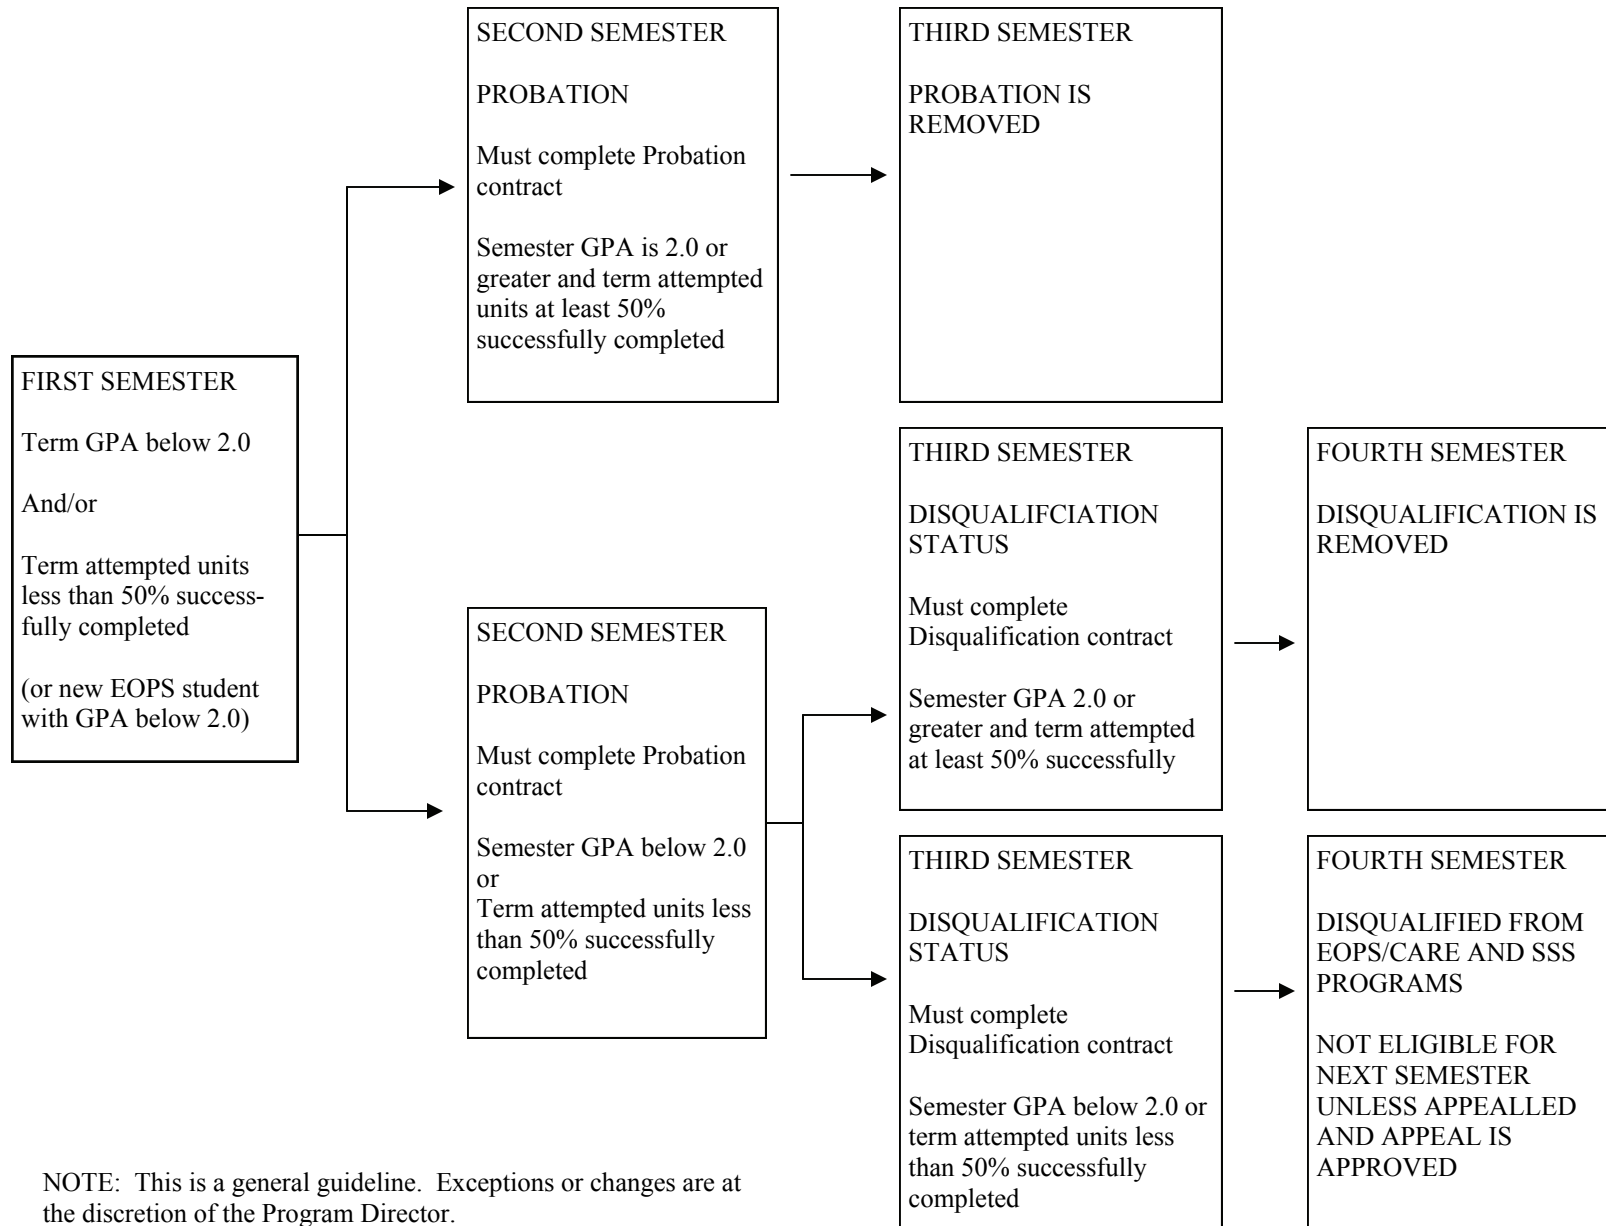 FIRST SEMESTER
Term GPA below 2.0
And/or
Term attempted units
less than 50% success-
fully completed
(or new EOPS student
with GPA below 2.0)
SECOND SEMESTER
PROBATION
Must complete Probation
contract
Semester GPA is 2.0 or
greater and term attempted
units at least 50%
successfully completed
THIRD SEMESTER
PROBATION IS
REMOVED
SECOND SEMESTER
PROBATION
Must complete Probation
contract
Semester GPA below 2.0
or
Term attempted units less
than 50% successfully
completed
THIRD SEMESTER
DISQUALIFCIATION
STATUS
Must complete
Disqualification contract
Semester GPA 2.0 or
greater and term attempted
at least 50% successfully
FOURTH SEMESTER
DISQUALIFICATION IS
REMOVED
THIRD SEMESTER
DISQUALIFICATION
STATUS
Must complete
Disqualification contract
Semester GPA below 2.0 or
term attempted units less
than 50% successfully
completed
FOURTH SEMESTER
DISQUALIFIED FROM
EOPS/CARE AND SSS
PROGRAMS
NOT ELIGIBLE FOR
NEXT SEMESTER
UNLESS APPEALLED
AND APPEAL IS
APPROVED
NOTE:  This is a general guideline.  Exceptions or changes are at
the discretion of the Program Director.